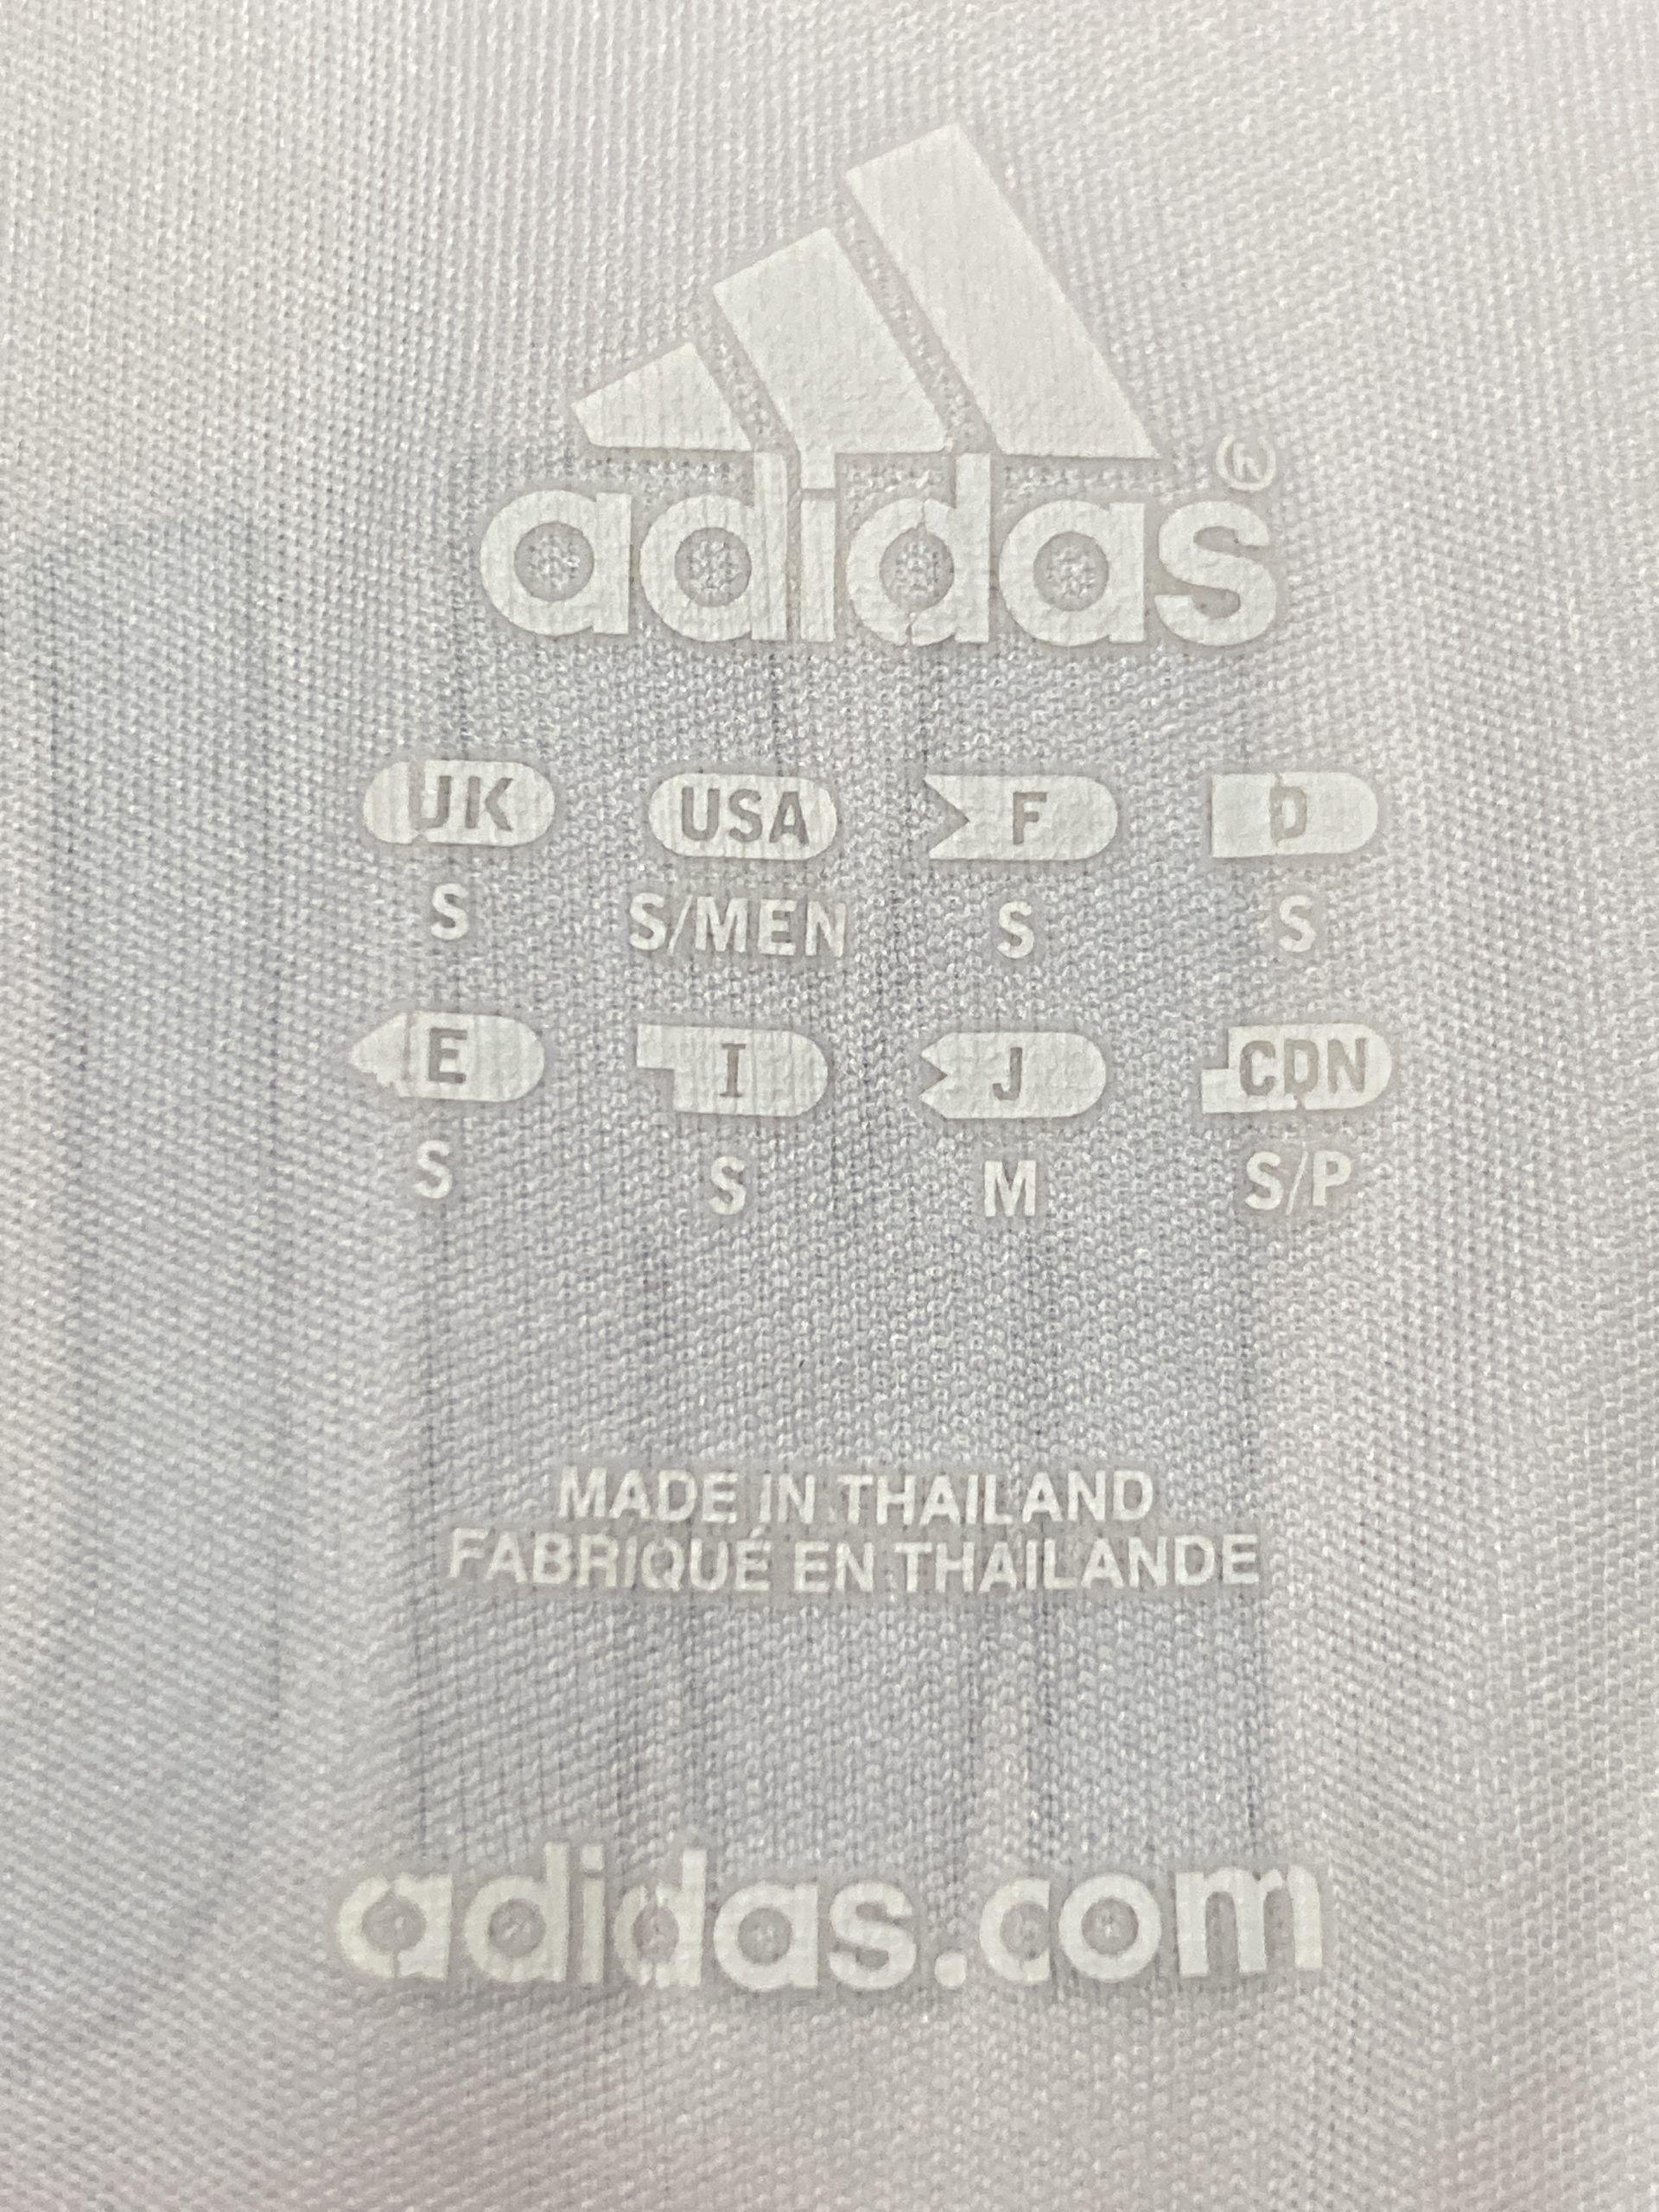 adidas®
UK USA F D
S S/MEN S S
E I J CDN
S S M S/P
MADE IN THAILAND
FABRIQUÉ EN THAILANDE
adidas.com